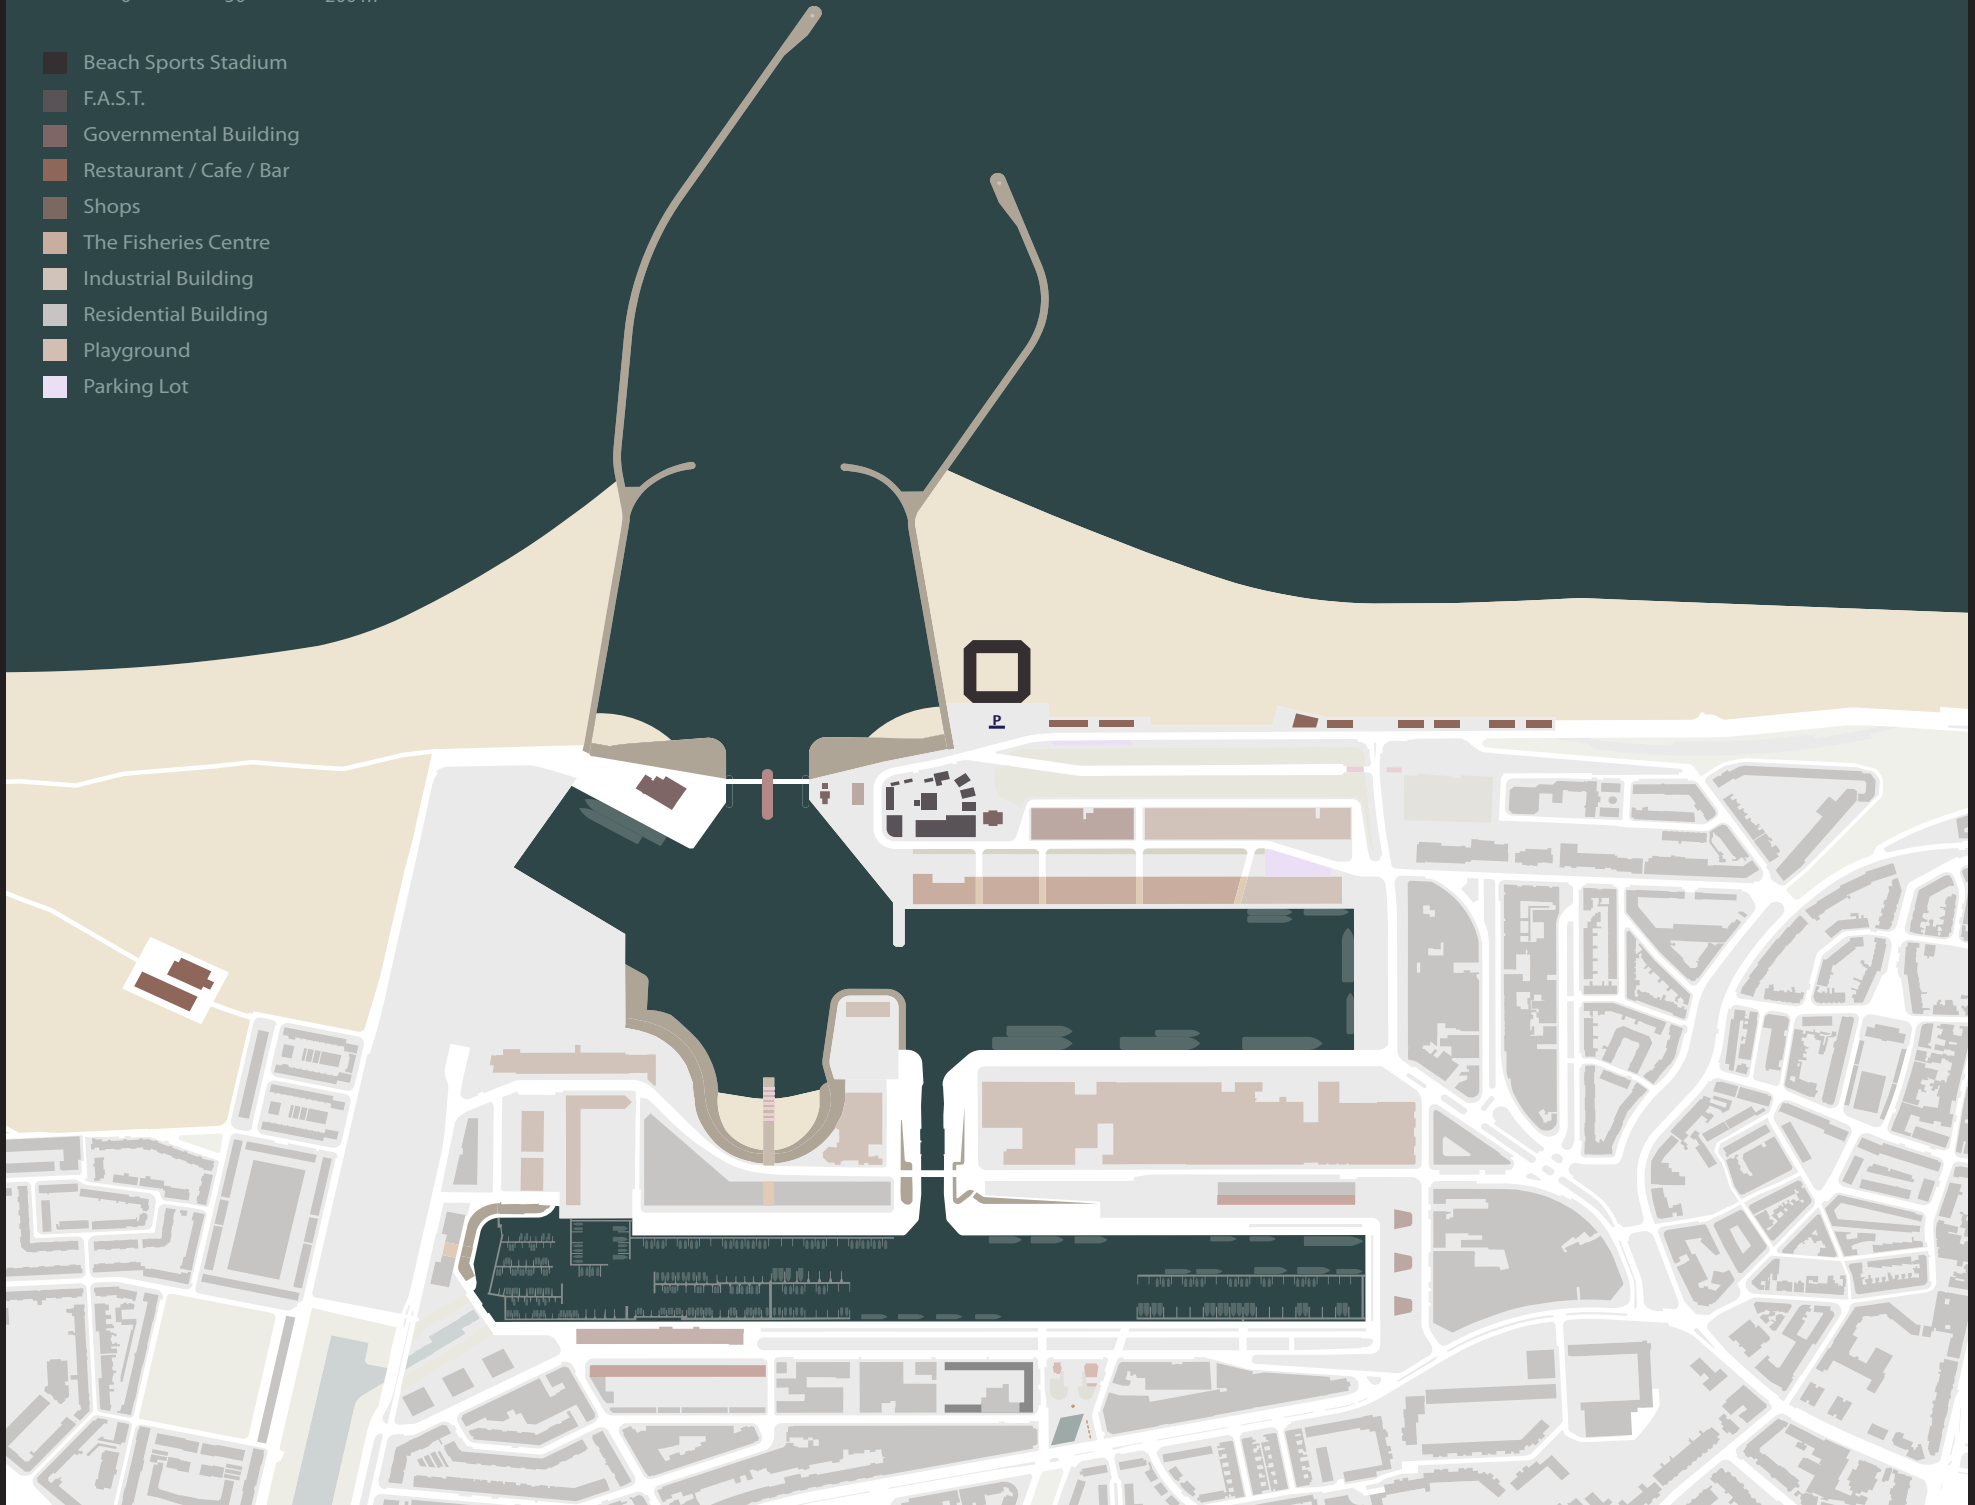 Beach Sports Stadium
F.A.S.T.
Governmental Building
Restaurant / Cafe / Bar
Shops
The Fisheries Centre
Industrial Building
Residential Building
Playground
Parking Lot
P